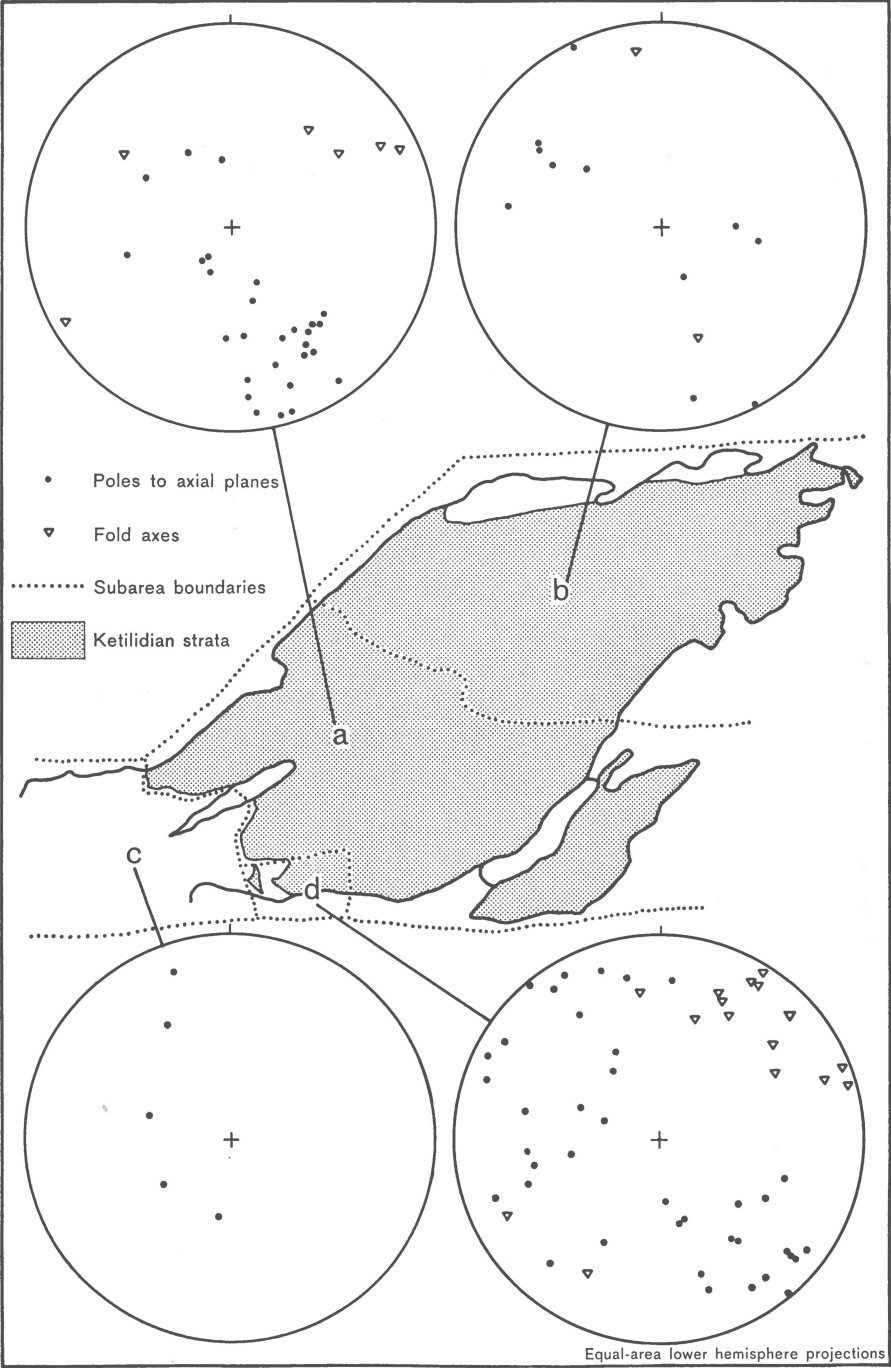 Poles to axial planes
Fold axes
Subarea boundaries
Ketilidian strata
b
a
c
d
Equal-area lower hemisphere projections